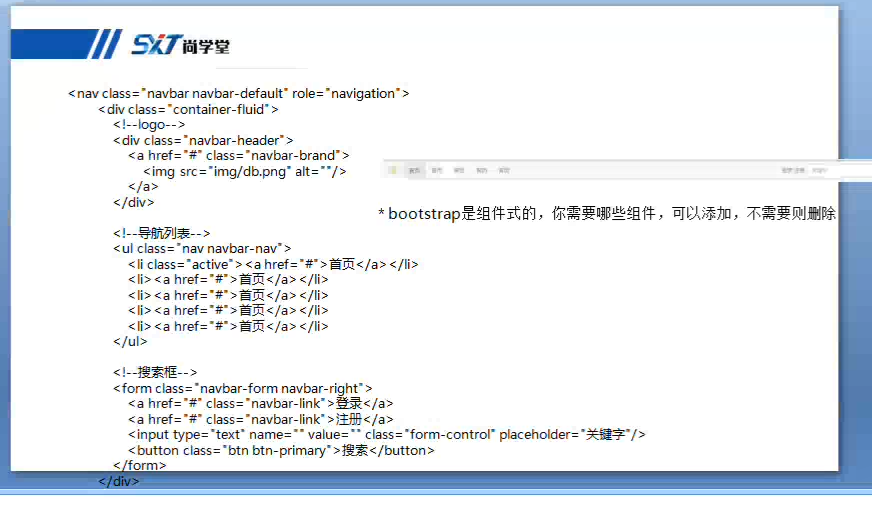 SXT尚学堂
<nav class="navbar navbar-default" role="navigation">
<div class="container-fluid">
<!--logo-->
<div class="navbar-header">
<a href="#" class="navbar-brand">
<img src="img/db.png" alt=""/>
</a>
</div>
* bootstrap是组件式的，你需要哪些组件，可以添加，不需要则删除
<!--导航列表-->
<ul class="nav navbar-nav">
<li class="active"><a href="#">首页</a></li>
<li><a href="#">首页</a></li>
<li><a href="#">首页</a></li>
<li><a href="#">首页</a></li>
<li><a href="#">首页</a></li>
</ul>
<!--搜索框-->
<form class="navbar-form navbar-right">
<a href="#" class="navbar-link">登录</a>
<a href="#" class="navbar-link">注册</a>
<input type="text" name="" value="" class="form-control" placeholder="关键字"/>
<button class="btn btn-primary">搜索</button>
</form>
</div>